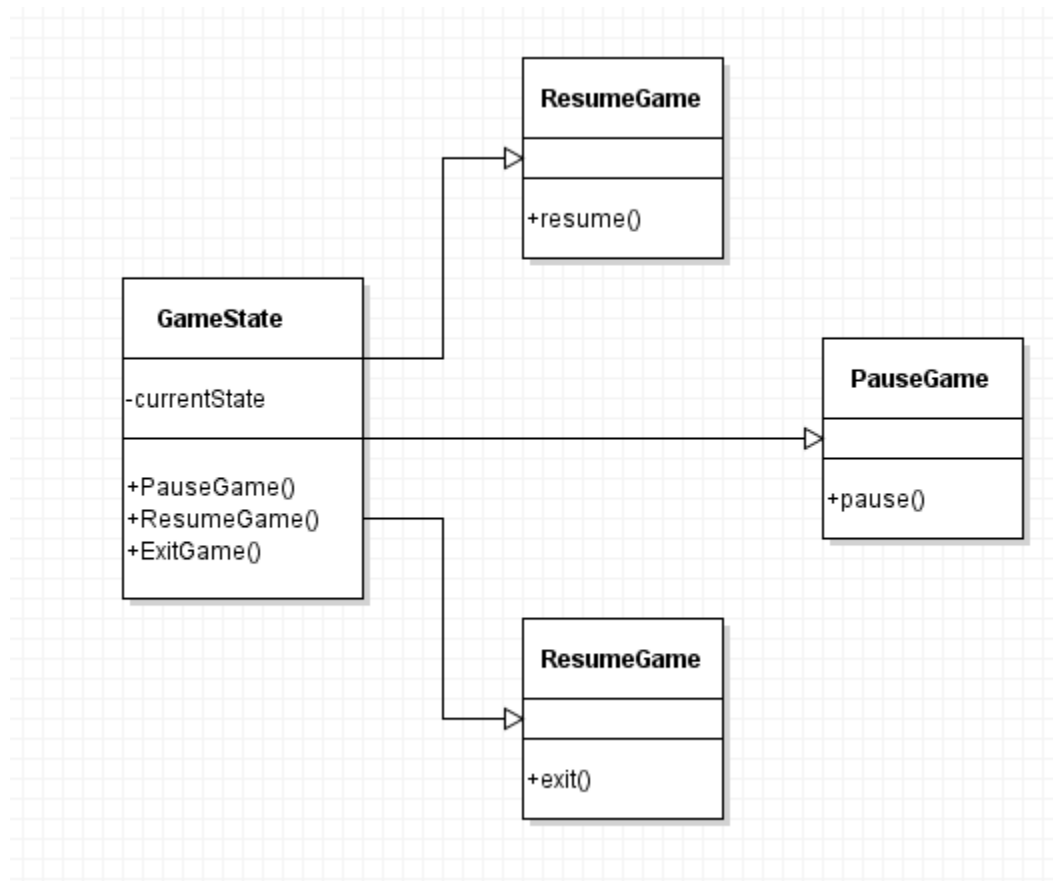 ResumeGame
+resume()
GameState
-currentState
+PauseGame()
+ResumeGame()
+ExitGame()
PauseGame
+pause()
ResumeGame
+exit()